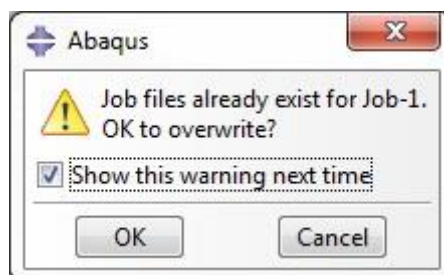 Abaqus
Job files already exist for Job-1.
OK to overwrite?
Show this warning next time
OK
Cancel